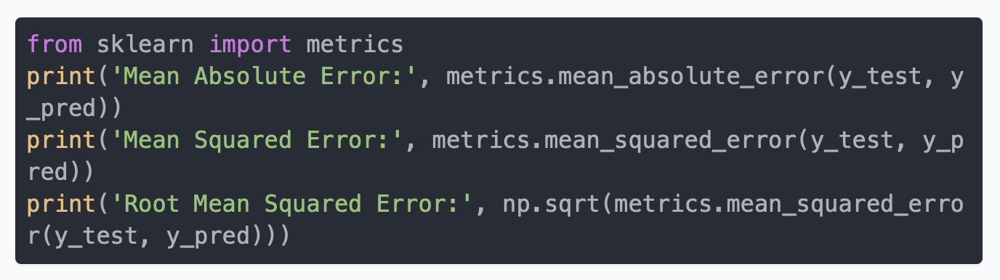 from sklearn import metrics
print('Mean Absolute Error:', metrics.mean_absolute_error(y_test, y
_pred))
print('Mean Squared Error:', metrics.mean_squared_error(y_test, y_p
red))
print('Root Mean Squared Error:', np.sqrt(metrics.mean_squared_erro
r(y_test, y_pred)))